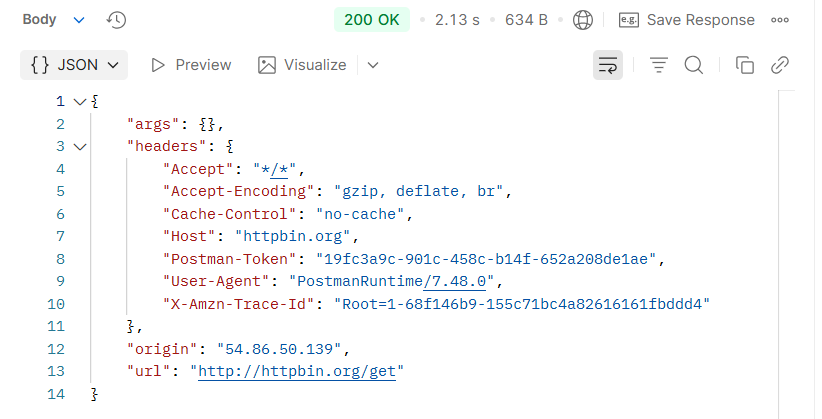 Body 200 OK 2.13 s 634 B e.g. Save Response
{} JSON Preview Visualize
1 {
2 "args": {},
3 "headers": {
4 "Accept": "*/*",
5 "Accept-Encoding": "gzip, deflate, br",
6 "Cache-Control": "no-cache",
7 "Host": "httpbin.org",
8 "Postman-Token": "19fc3a9c-901c-458c-b14f-652a208de1ae",
9 "User-Agent": "PostmanRuntime/7.48.0",
10 "X-Amzn-Trace-Id": "Root=1-68f146b9-155c71bc4a82616161fbddd4"
11 },
12 "origin": "54.86.50.139",
13 "url": "http://httpbin.org/get"
14 }